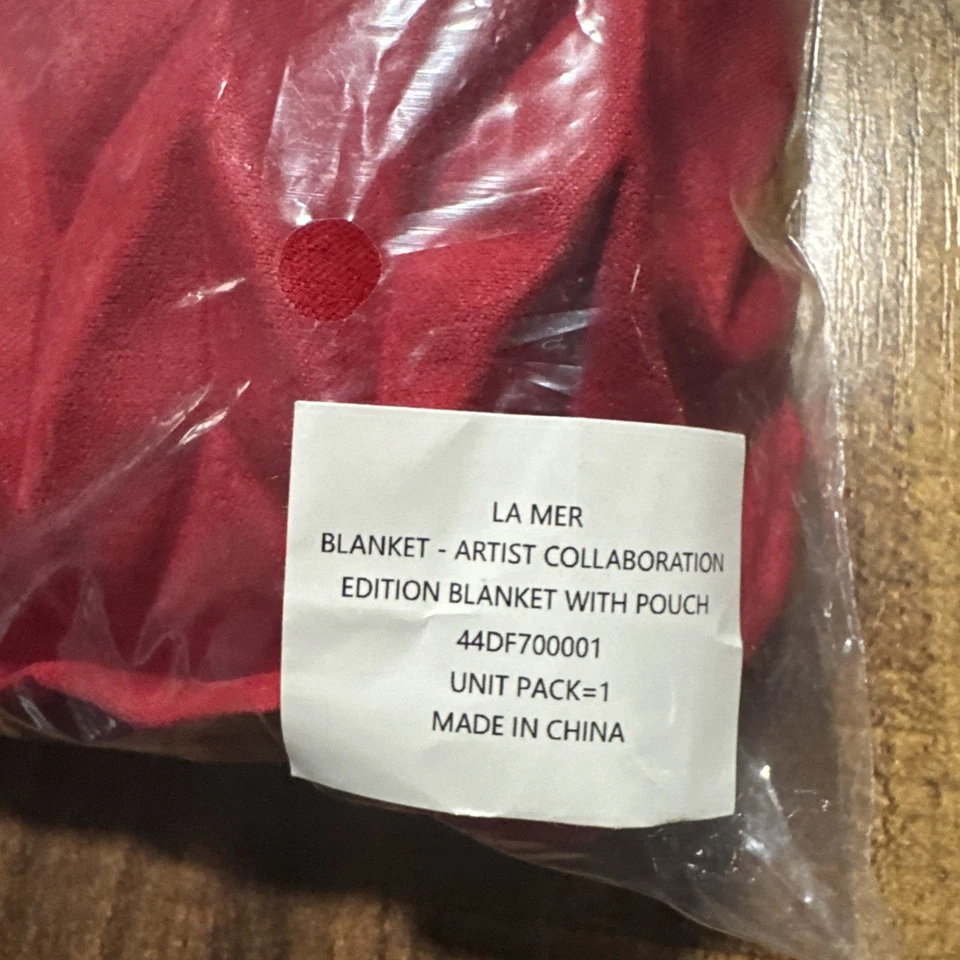 LA MER
BLANKET - ARTIST COLLABORATION
EDITION BLANKET WITH POUCH
44DF700001
UNIT PACK=1
MADE IN CHINA